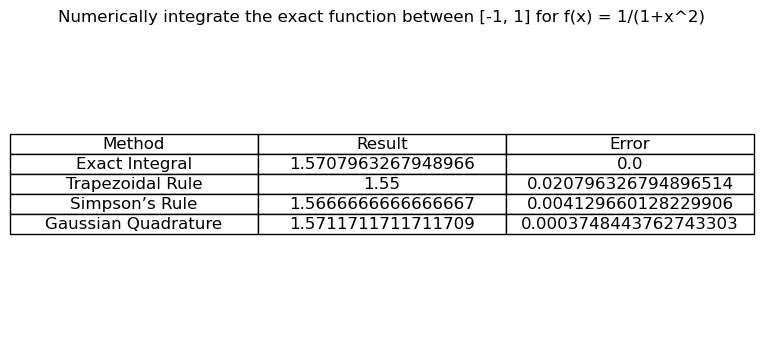 Numerically integrate the exact function between [-1, 1] for f(x) = 1/(1+x^2)
Method Result Error
Exact Integral 1.5707963267948966 0.0
Trapezoidal Rule 1.55 0.020796326794896514
Simpson’s Rule 1.5666666666666667 0.004129660128229906
Gaussian Quadrature 1.5711711711711709 0.0003748443762743303